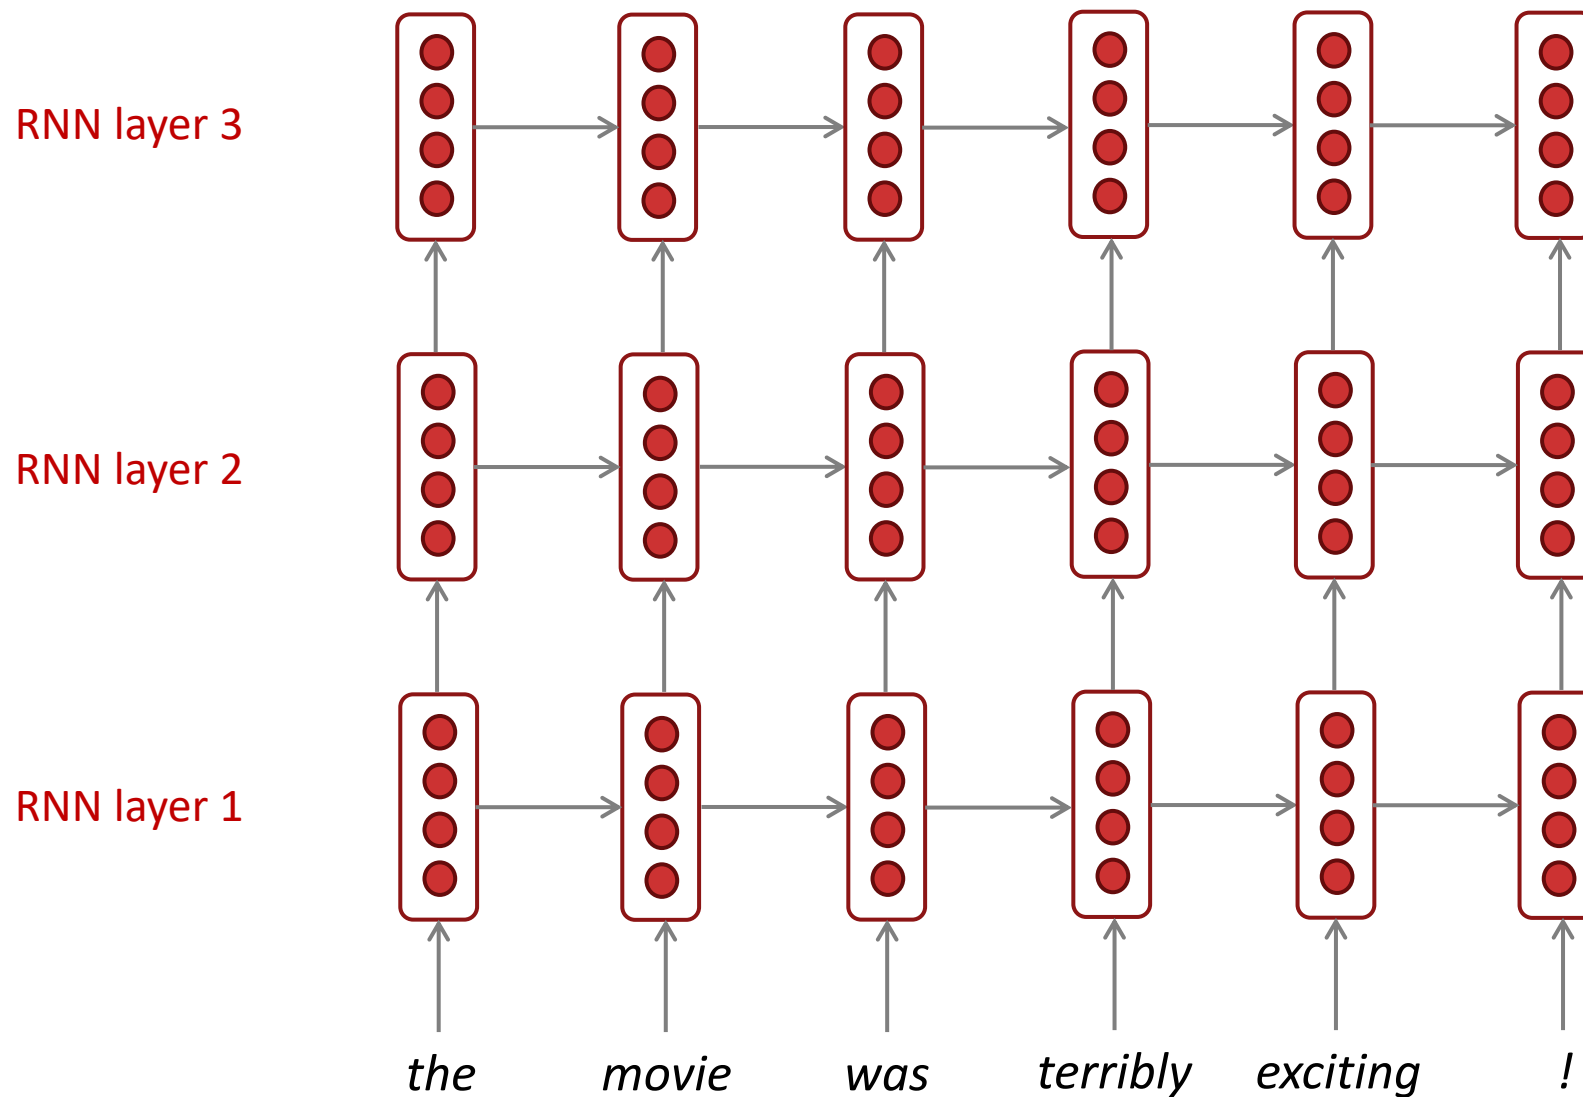 RNN layer 3
RNN layer 2
RNN layer 1
the movie was terribly exciting !